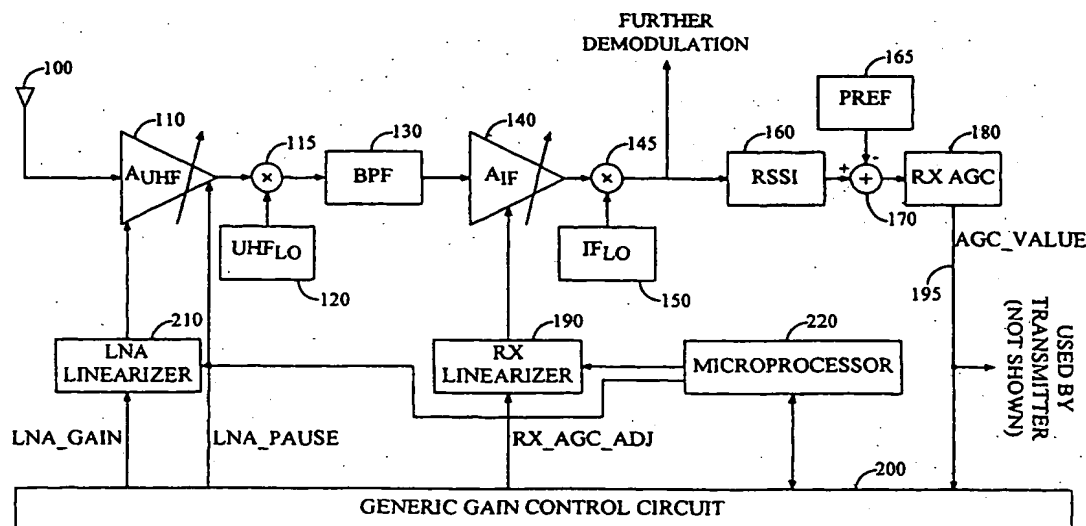 FURTHER
DEMODULATION
100
110
AUHF
115
UHFLO
120
130
BPF
140
AIF
145
IFLO
150
160
RSSI
165
PREF
+
-
+
170
180
RX AGC
AGC_VALUE
195
USED BY
TRANSMITTER
(NOT SHOWN)
210
LNA
LINEARIZER
190
RX
LINEARIZER
220
MICROPROCESSOR
LNA_GAIN
LNA_PAUSE
RX_AGC_ADJ
200
GENERIC GAIN CONTROL CIRCUIT